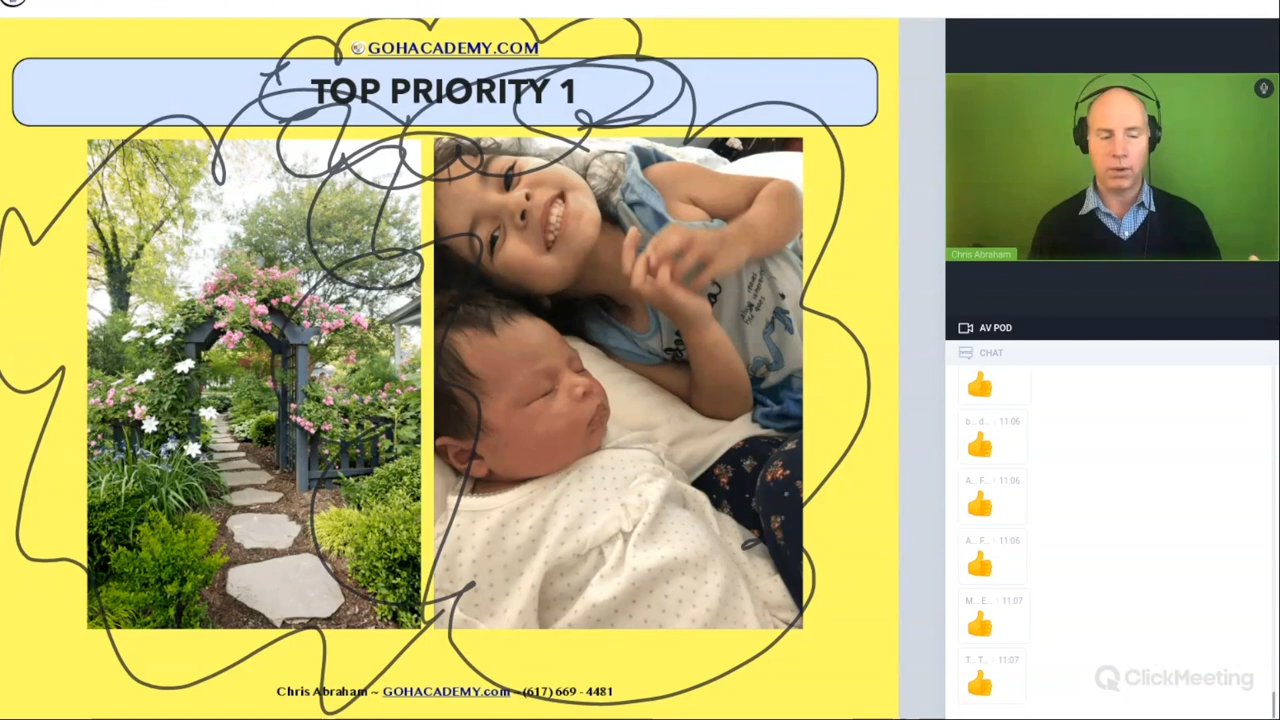 GOHACADEMY.COM
TOP PRIORITY 1
Chris Abraham ~ GOHACADEMY.com - (617) 669 - 4481
Chris Abraham
AV POD
CHAT
b... d... 11:06
A... F... 11:06
A... F... 11:06
M... E... 11:07
T... T... 11:07
ClickMeeting